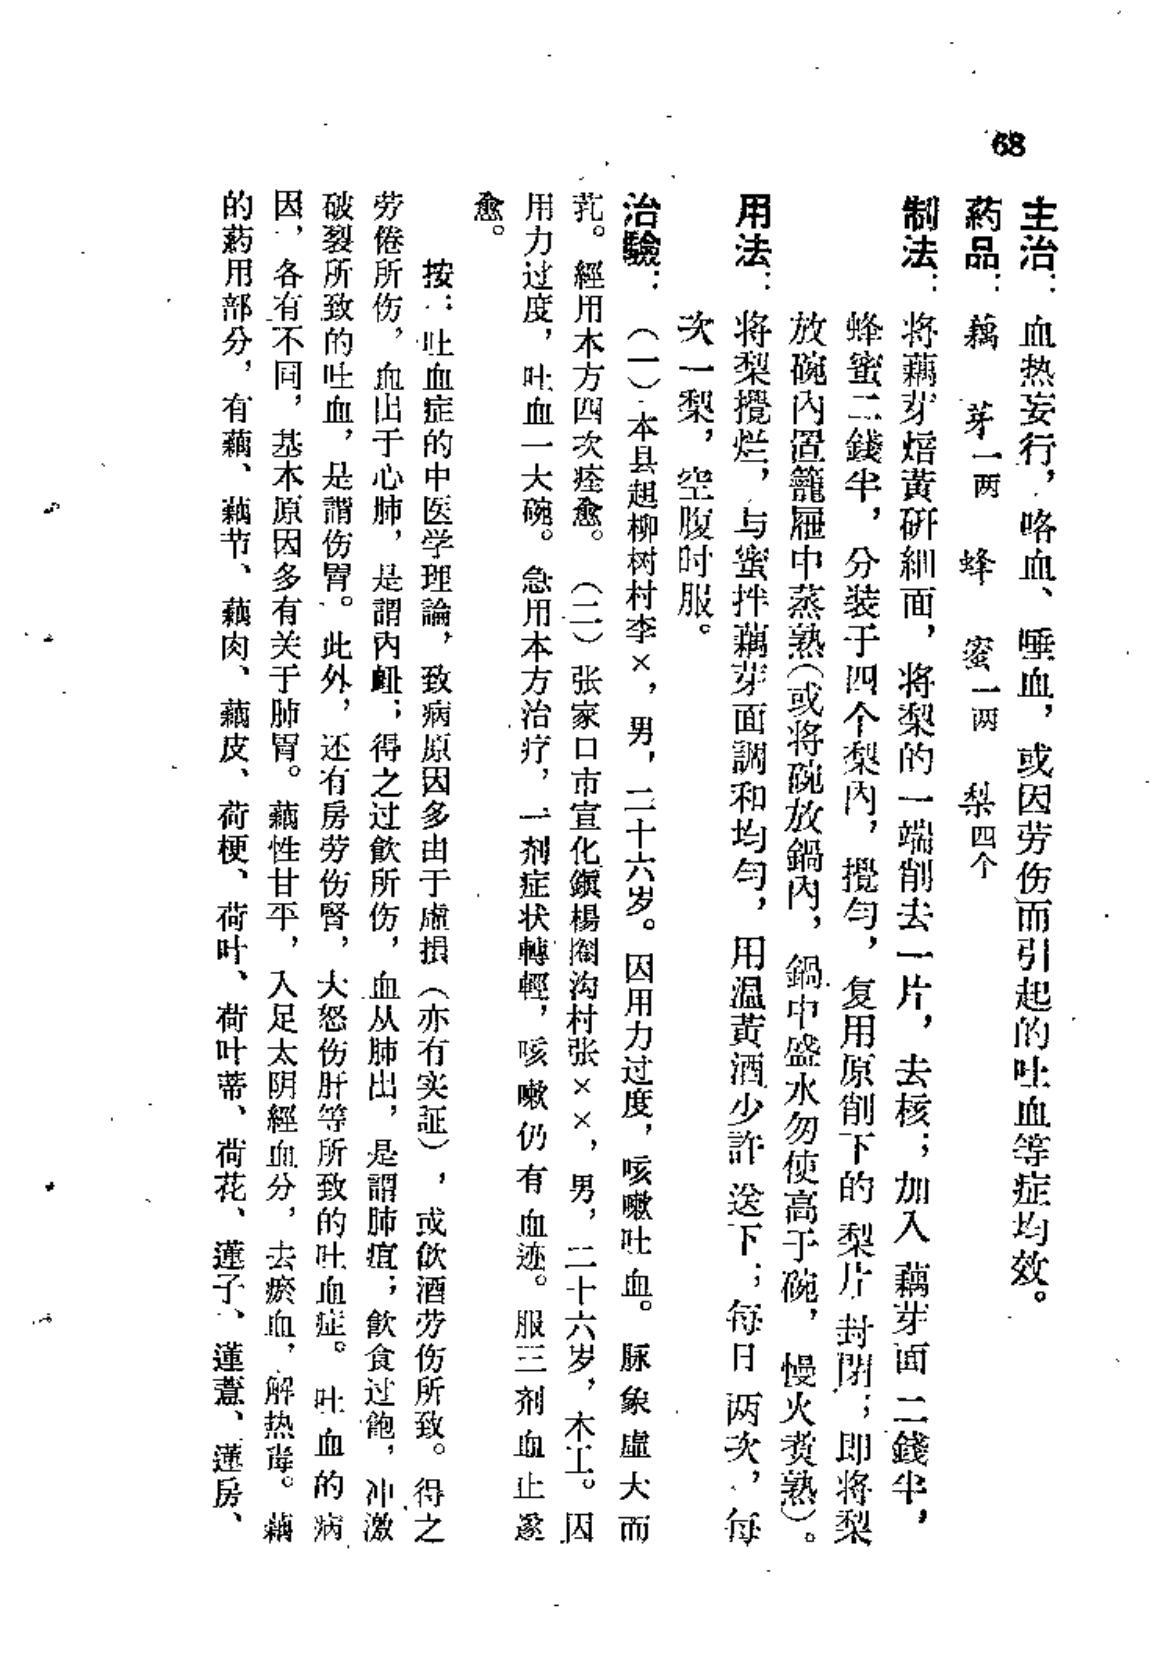 68
主治：血热妄行，咯血、唾血，或因劳伤而引起的吐血等症均效。
药品：藕芽一两 蜂蜜一两 梨四个
制法：将藕芽焙黄研細面，将梨的一端削去一片，去核；加入藕芽面二錢半，
蜂蜜二錢半，分装于四个梨内，攪匀，复用原削下的梨片封閉；即将梨
放碗内置籠屉中蒸熟（或将碗放鍋内，鍋中盛水勿使高于碗，慢火煮熟）。
用法：将梨攪烂，与蜜拌藕芽面調和均匀，用温黄酒少許送下；每日两次，每
次一梨，空腹时服。
治驗：（一）本县趄柳树村李×，男，二十六岁。因用力过度，咳嗽吐血。脉象虛大而
芤。經用本方四次痊愈。（二）张家口市宣化鎭楊閣沟村张××，男，二十六岁，木工。因
用力过度，吐血一大碗。急用本方治疗，一剂症状轉輕，咳嗽仍有血迹。服三剂血止遂
愈。
按：吐血症的中医学理論，致病原因多由于虛損（亦有实証），或飲酒劳伤所致。得之
劳倦所伤，血出于心肺，是謂内衄；得之过飲所伤，血从肺出，是謂肺疽；飲食过飽，冲激
破裂所致的吐血，是謂伤胃。此外，还有房劳伤腎，大怒伤肝等所致的吐血症。吐血的病
因，各有不同，基本原因多有关于肺胃。藕性甘平，入足太阴經血分，去瘀血，解热毒。藕
的葯用部分，有藕、藕节、藕肉、藕皮、荷梗、荷叶、荷叶蒂、荷花、蓮子、蓮薏、蓮房、